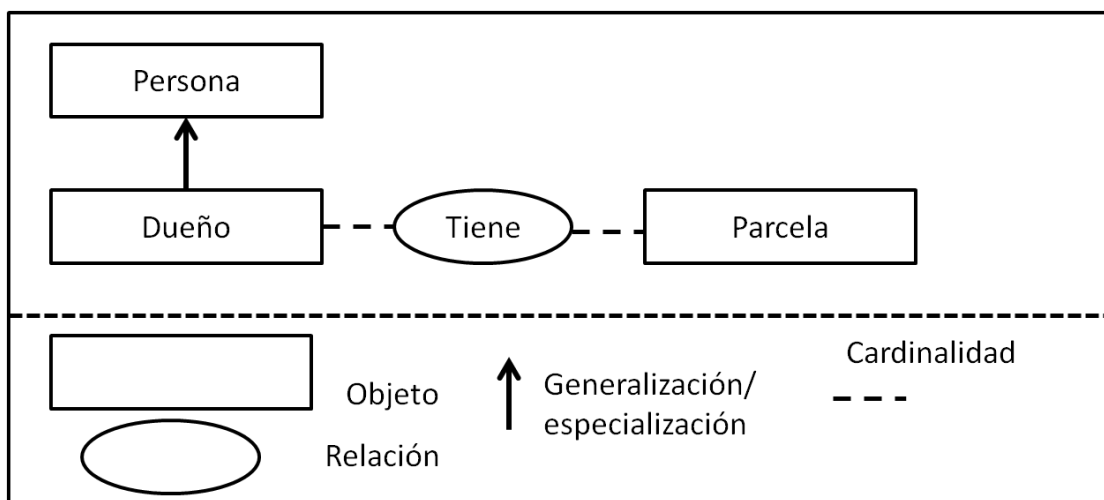 Persona
Dueño
Tiene
Parcela
Objeto
Relación
Generalización/
especialización
Cardinalidad